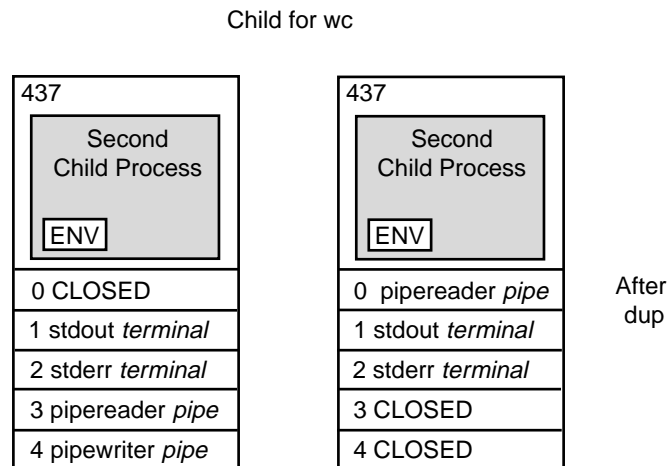 Child for wc
437
Second
Child Process
ENV
0 CLOSED
1 stdout terminal
2 stderr terminal
3 pipereader pipe
4 pipewriter pipe
437
Second
Child Process
ENV
0 pipereader pipe
1 stdout terminal
2 stderr terminal
3 CLOSED
4 CLOSED
After
dup